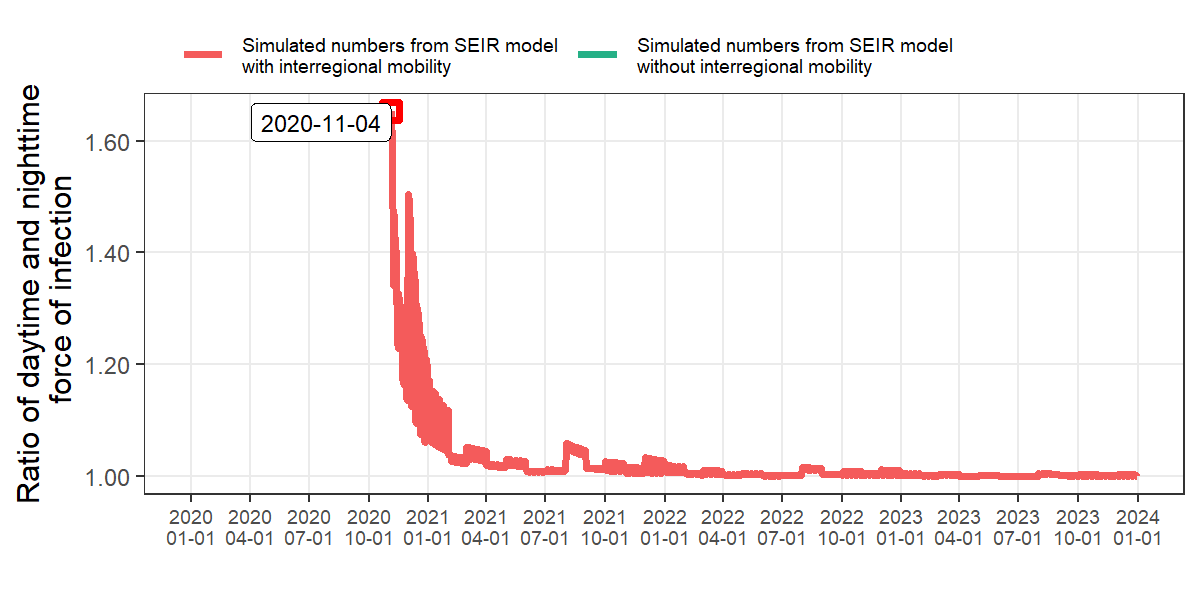 Simulated numbers from SEIR model
with interregional mobility
Simulated numbers from SEIR model
without interregional mobility
Ratio of daytime and nighttime
force of infection
2020-11-04
1.60
1.40
1.20
1.00
2020 2020 2020 2020 2021 2021 2021 2021 2022 2022 2022 2022 2023 2023 2023 2023 2024
01-01 04-01 07-01 10-01 01-01 04-01 07-01 10-01 01-01 04-01 07-01 10-01 01-01 04-01 07-01 10-01 01-01